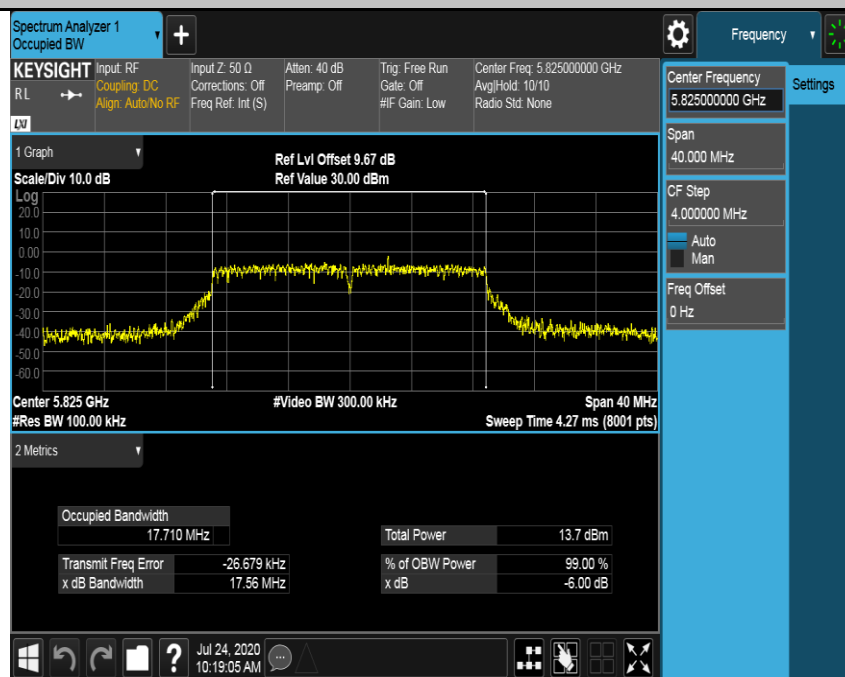 Spectrum Analyzer 1
Occupied BW
+
Frequency
KEYSIGHT
RL
LXI
Input: RF
Coupling: DC
Align: Auto/No RF
Input Z: 50 Ω
Corrections: Off
Freq Ref: Int (S)
Atten: 40 dB
Preamp: Off
Trig: Free Run
Gate: Off
#IF Gain: Low
Center Freq: 5.825000000 GHz
Avg|Hold: 10/10
Radio Std: None
Center Frequency
5.825000000 GHz
Settings
Span
40.000 MHz
CF Step
4.000000 MHz
Auto
Man
Freq Offset
0 Hz
1 Graph
Scale/Div 10.0 dB
Ref Lvl Offset 9.67 dB
Ref Value 30.00 dBm
Log
20.0
10.0
0.00
-10.0
-20.0
-30.0
-40.0
-50.0
-60.0
Center 5.825 GHz
#Video BW 300.00 kHz
Span 40 MHz
#Res BW 100.00 kHz
Sweep Time 4.27 ms (8001 pts)
2 Metrics
Occupied Bandwidth
17.710 MHz
Total Power 13.7 dBm
Transmit Freq Error -26.679 kHz
% of OBW Power 99.00 %
x dB Bandwidth 17.56 MHz
x dB -6.00 dB
?
Jul 24, 2020
10:19:05 AM